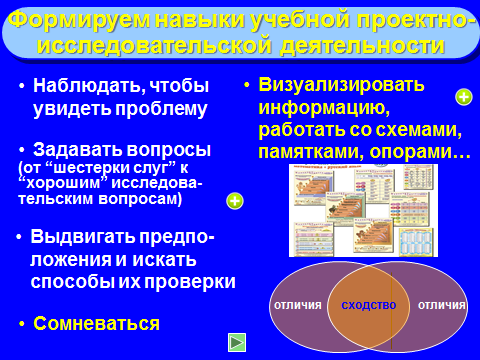 Формируем навыки учебной проектно-
исследовательской деятельности
• Наблюдать, чтобы
увидеть проблему
• Задавать вопросы
(от “шестерки слуг” к
“хорошим” исследова-
тельским вопросам)
• Выдвигать предпо-
ложения и искать
способы их проверки
• Сомневаться
• Визуализировать
информацию,
работать со схемами,
памятками, опорами…
отличия сходство отличия